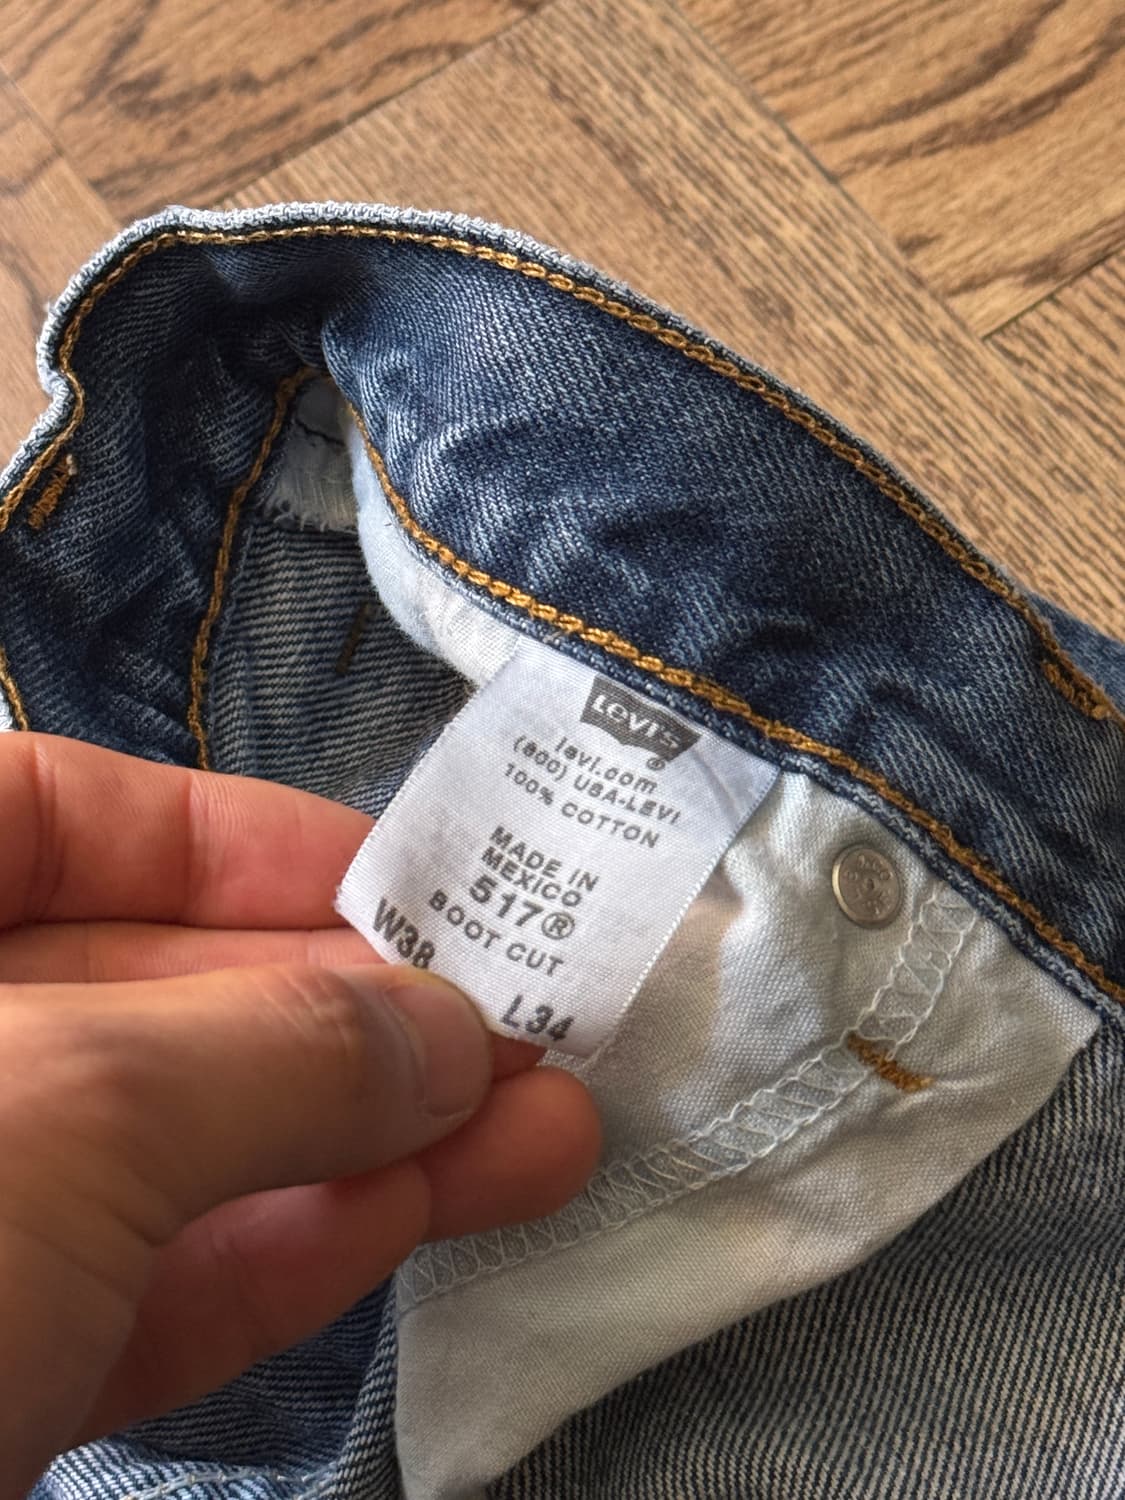 Levi's®
levi.com
(800) USA-LEVI
100% COTTON
MADE IN
MEXICO
517®
BOOT CUT
W38
L34